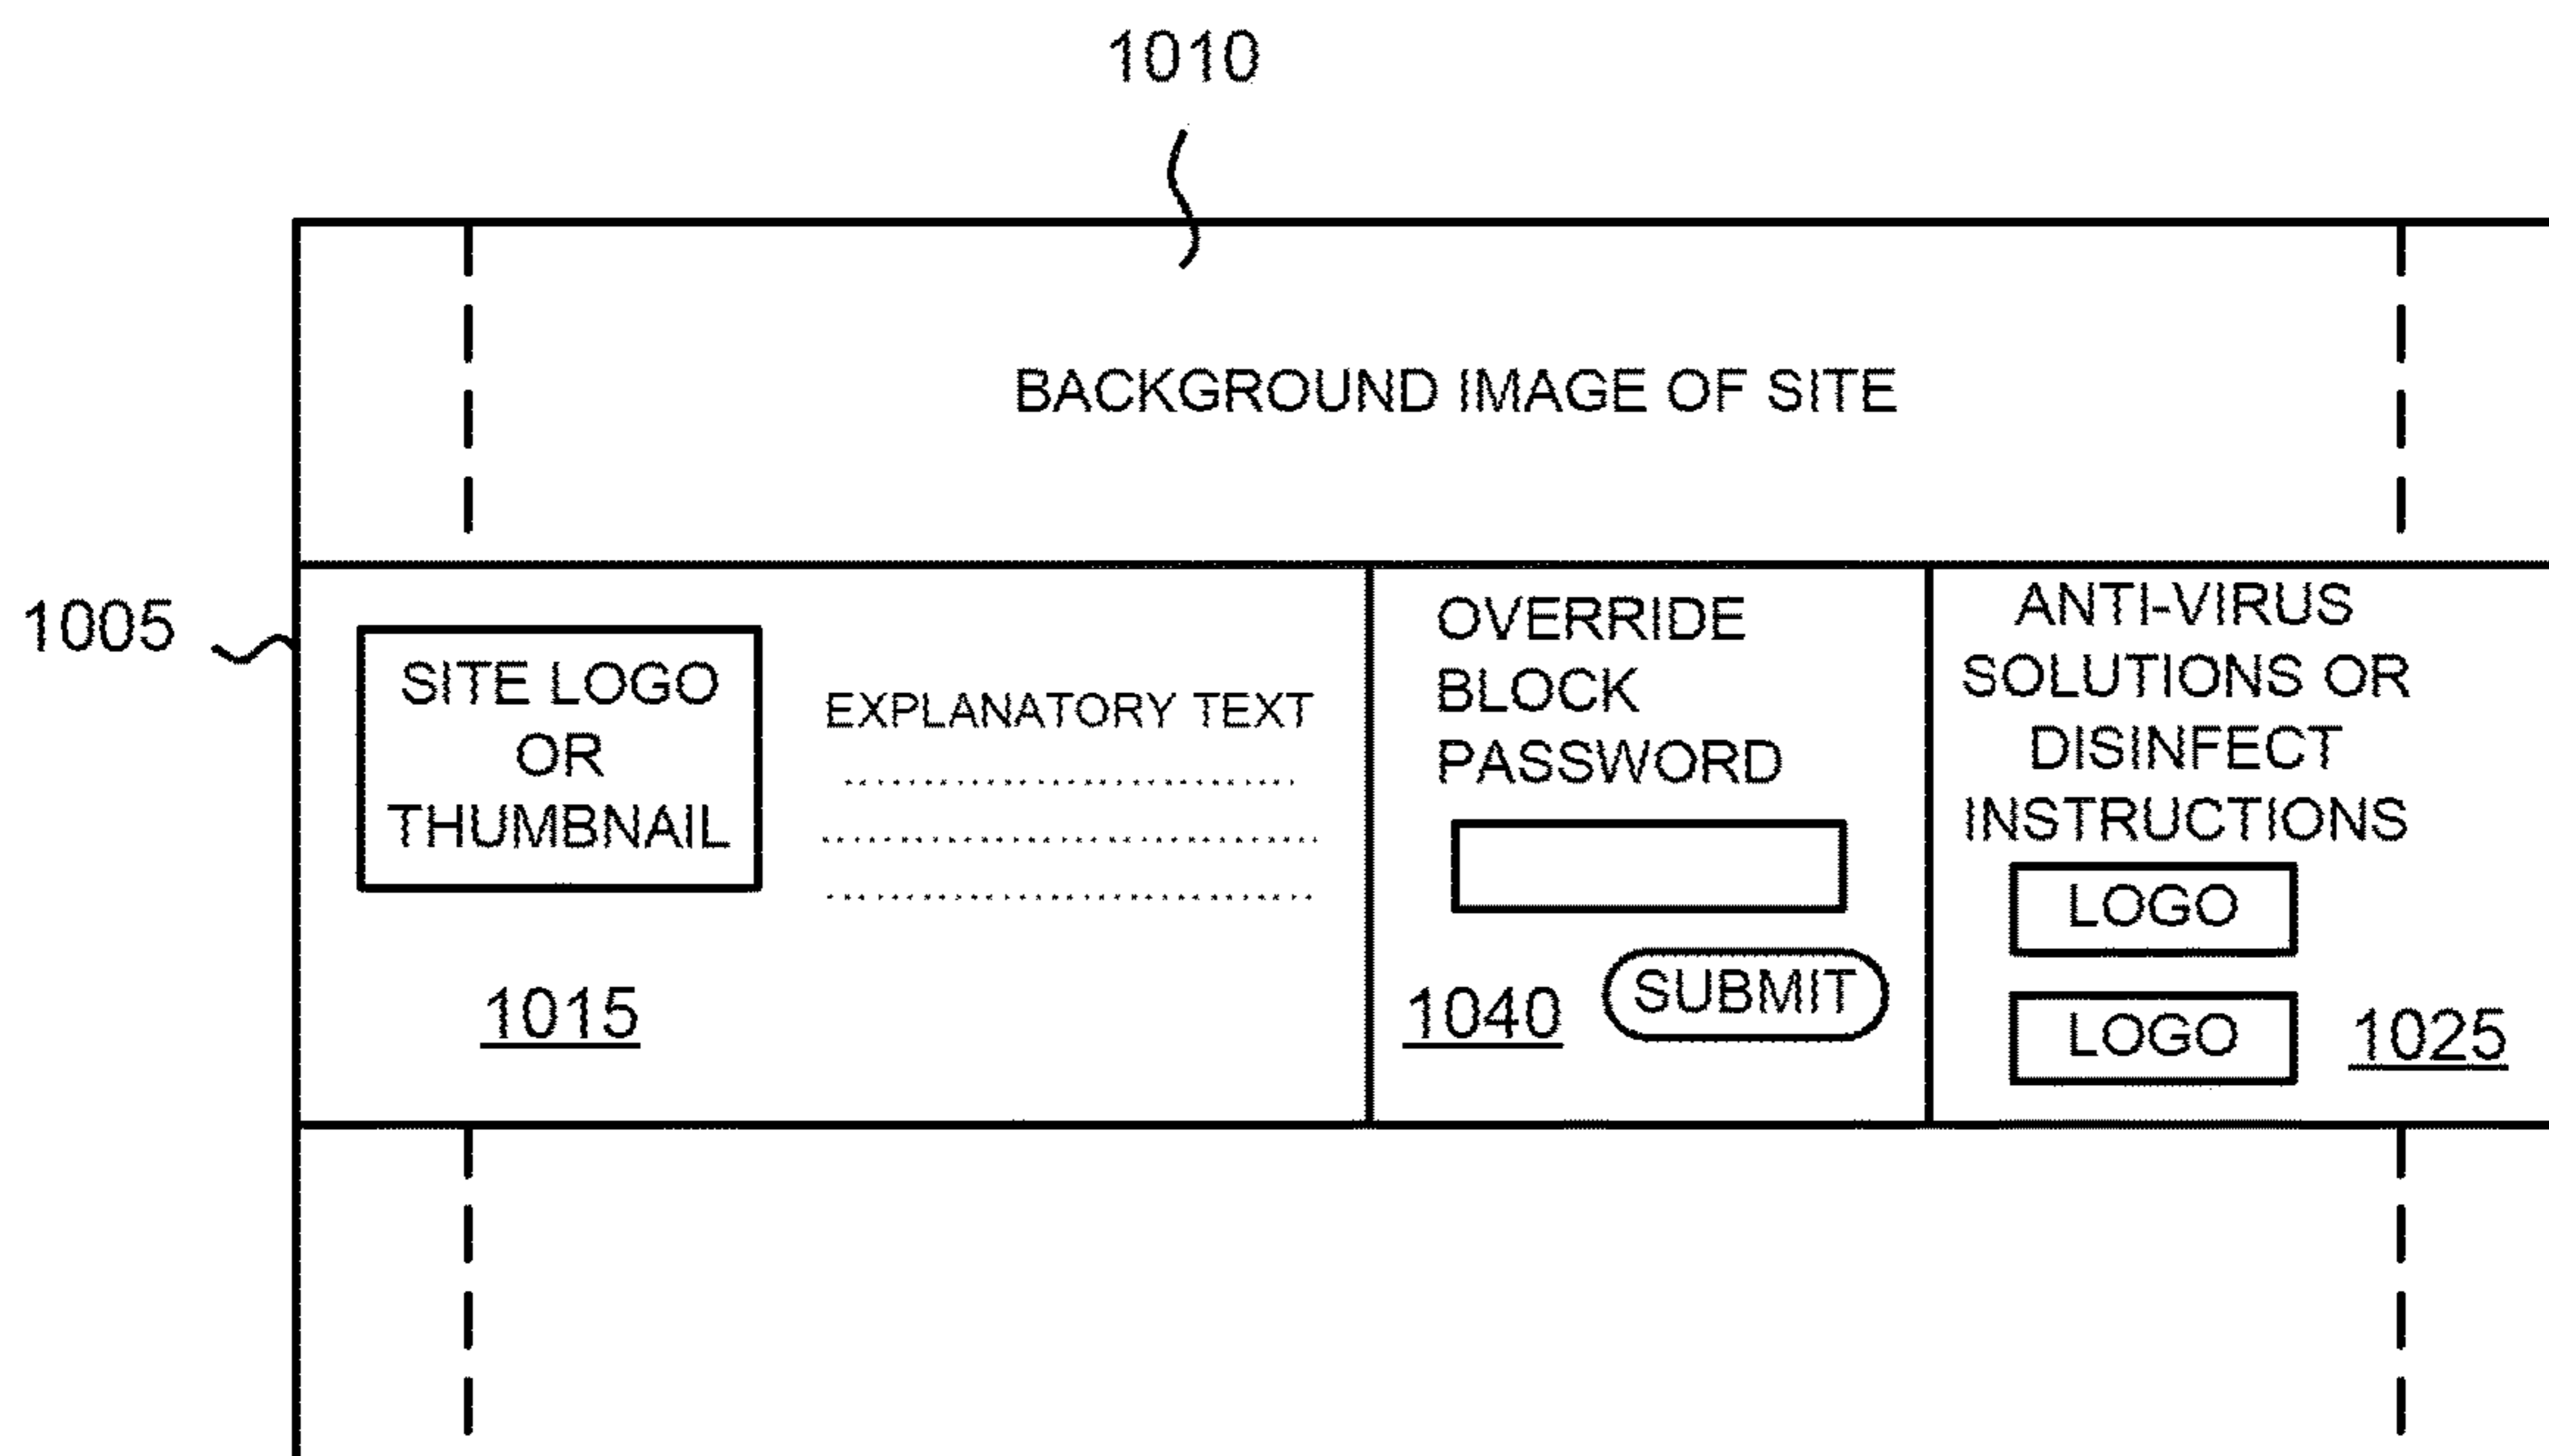 1010
BACKGROUND IMAGE OF SITE
1005
SITE LOGO
OR
THUMBNAIL
EXPLANATORY TEXT
1015
OVERRIDE
BLOCK
PASSWORD
SUBMIT
1040
ANTI-VIRUS
SOLUTIONS OR
DISINFECT
INSTRUCTIONS
LOGO
LOGO
1025